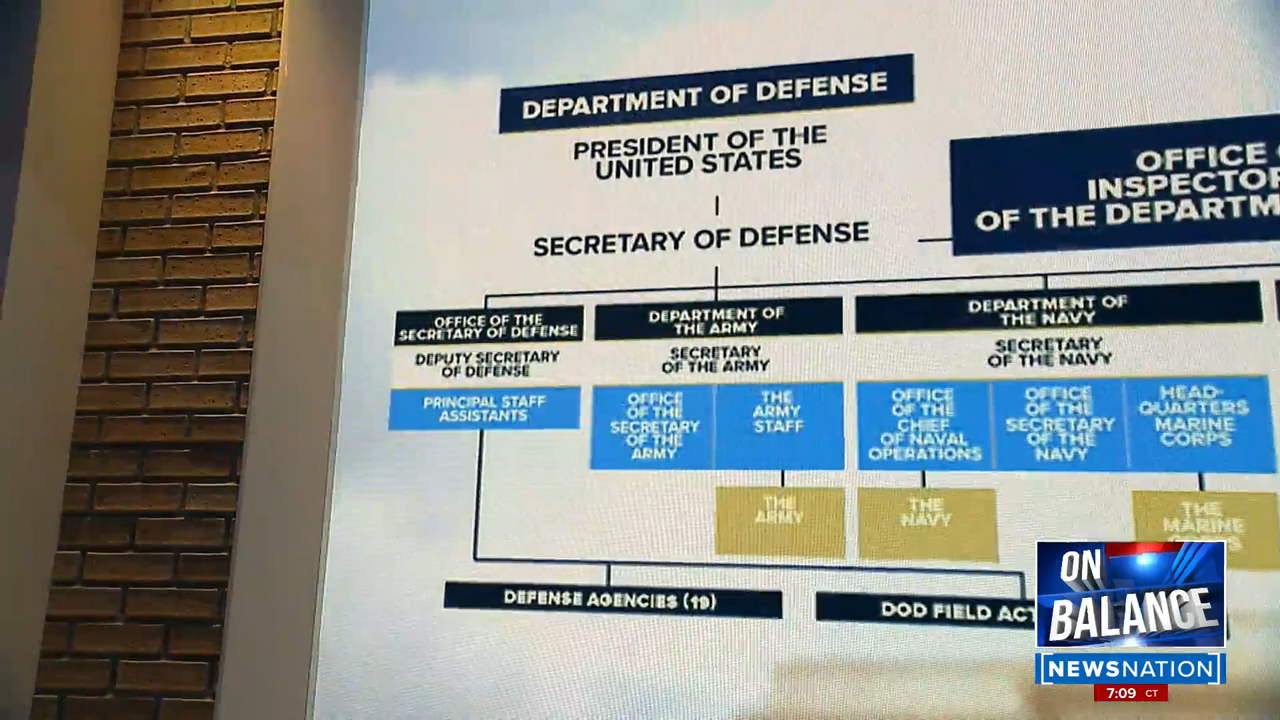 DEPARTMENT OF DEFENSE
PRESIDENT OF THE
UNITED STATES
SECRETARY OF DEFENSE
OFFICE
INSPECTOR
OF THE
OFFICE OF THE
SECRETARY OF DEFENSE
DEPUTY SECRETARY
OF DEFENSE
PRINCIPAL STAFF
ASSISTANTS
DEPARTMENT OF
THE ARMY
SECRETARY
OF THE ARMY
OFFICE
OF THE
SECRETARY
OF THE
ARMY
THE
ARMY
STAFF
THE
ARMY
DEPARTMENT OF
THE NAVY
SECRETARY
OF THE NAVY
OFFICE
OF THE
CHIEF
OF NAVAL
OPERATIONS
OFFICE
OF THE
SECRETARY
OF THE
NAVY
HEAD-
QUARTERS
MARINE
CORPS
THE
NAVY
THE
MARINE
DEFENSE AGENCIES (19)
DOD FIELD
ON
BALANCE
NEWSNATION
7:09 CT